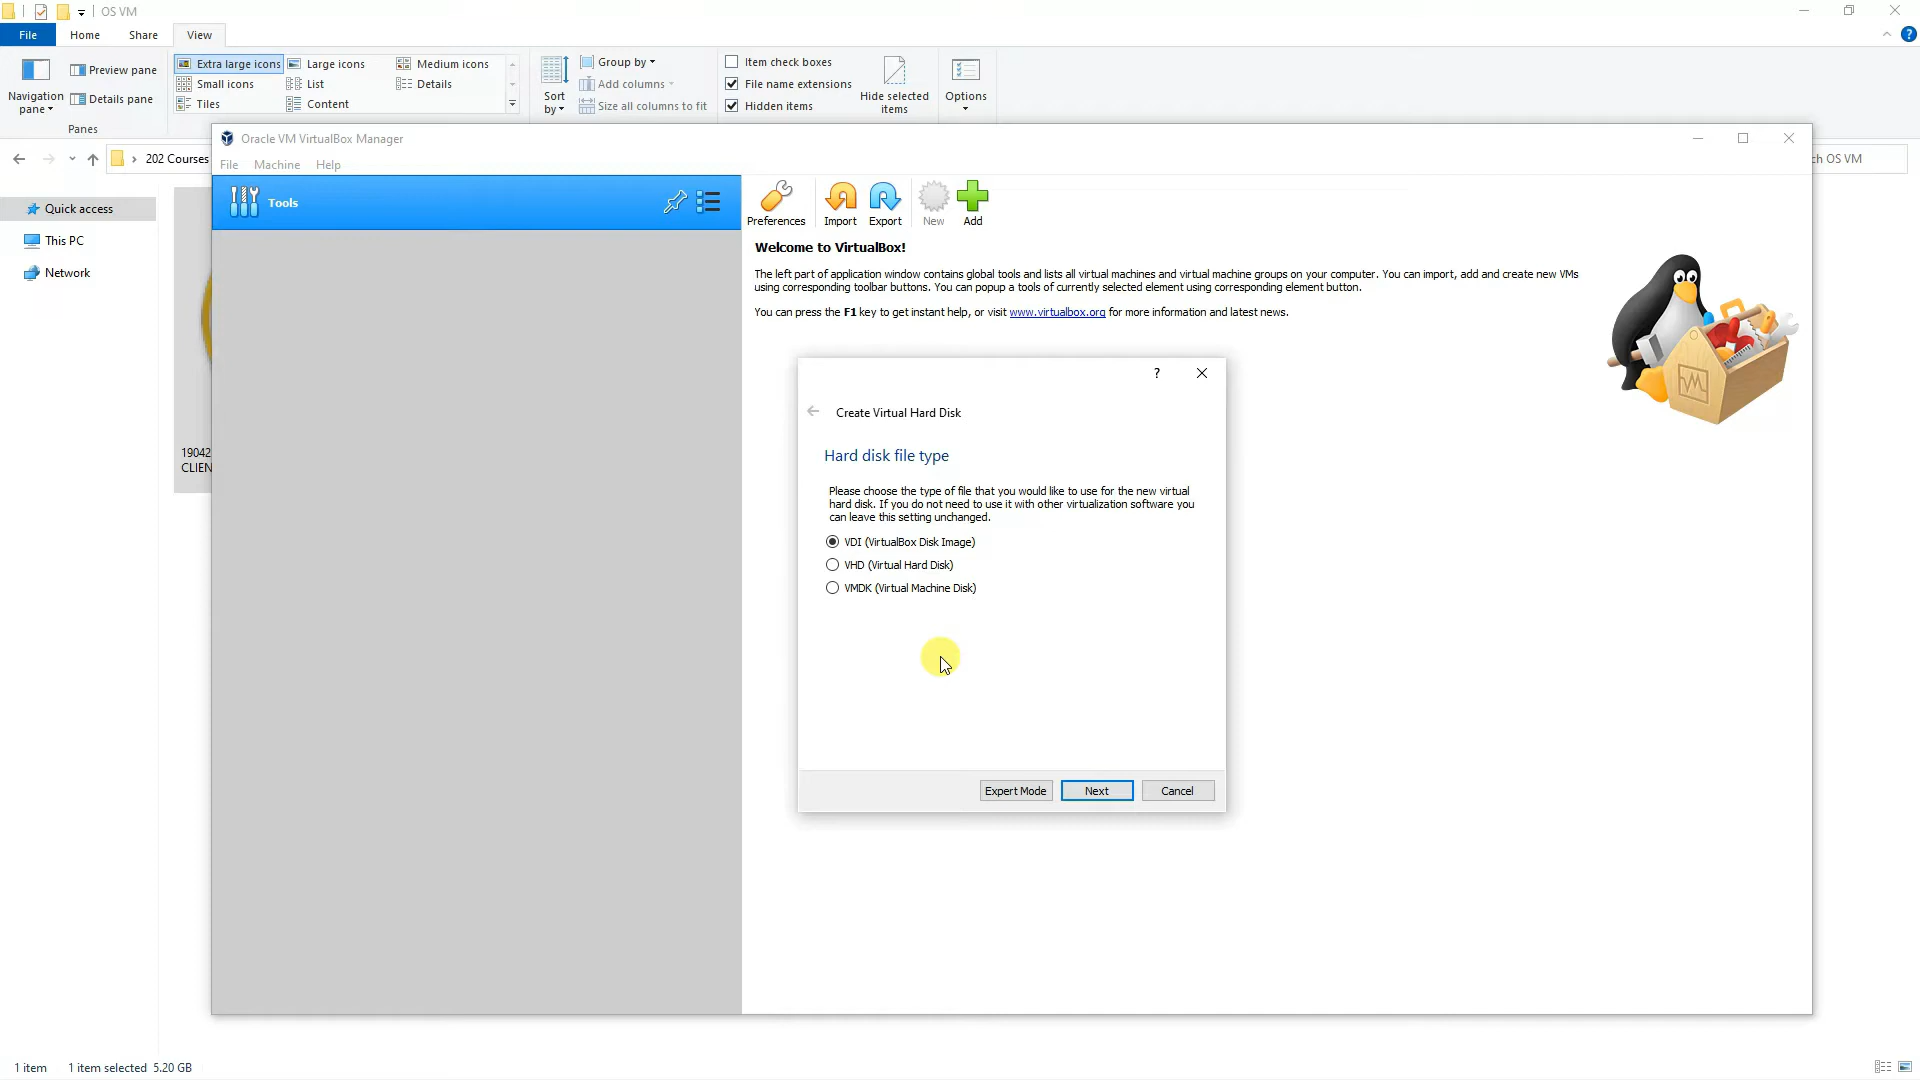 OS VM
File Home Share View
Navigation pane
Preview pane
Details pane
Panes
Extra large icons Large icons Medium icons
Small icons List Details
Tiles Content
Sort by
Group by
Add columns
Size all columns to fit
Item check boxes
File name extensions
Hidden items
Hide selected items
Options
202 Courses
ch OS VM
Quick access
This PC
Network
19042
CLIEN
Oracle VM VirtualBox Manager
File Machine Help
Tools
Preferences Import Export New Add
Welcome to VirtualBox!
The left part of application window contains global tools and lists all virtual machines and virtual machine groups on your computer. You can import, add and create new VMs
using corresponding toolbar buttons. You can popup a tools of currently selected element using corresponding element button.
You can press the F1 key to get instant help, or visit www.virtualbox.org for more information and latest news.
?
Create Virtual Hard Disk
Hard disk file type
Please choose the type of file that you would like to use for the new virtual
hard disk. If you do not need to use it with other virtualization software you
can leave this setting unchanged.
VDI (VirtualBox Disk Image)
VHD (Virtual Hard Disk)
VMDK (Virtual Machine Disk)
Expert Mode Next Cancel
1 item 1 item selected 5.20 GB